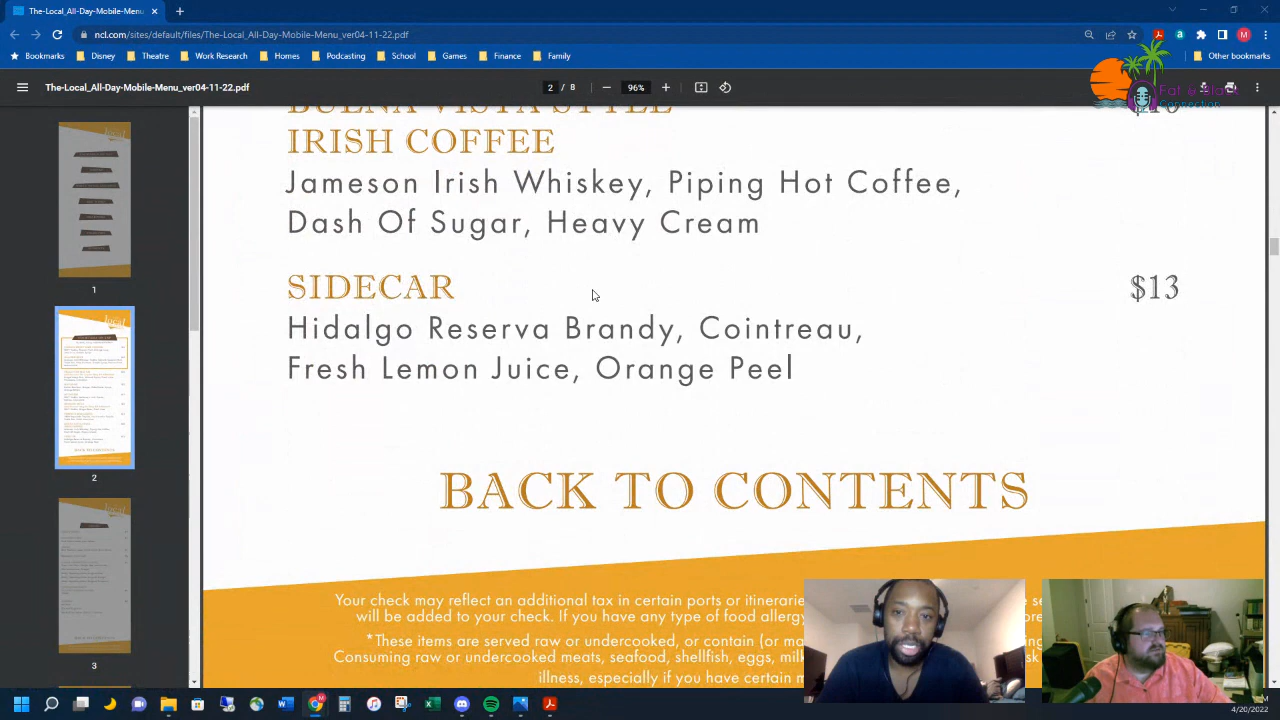 The-Local_All-Day-Mobile-Menu
ncl.com/sites/default/files/The-Local_All-Day-Mobile-Menu_ver04-11-22.pdf
Bookmarks Disney Theatre Work Research Homes Podcasting School Games Finance Family Other bookmarks
The-Local_All-Day-Mobile-Menu_ver04-11-22.pdf 2 / 8 96%
Fat & Black
Connection
IRISH COFFEE
Jameson Irish Whiskey, Piping Hot Coffee,
Dash Of Sugar, Heavy Cream
SIDECAR $13
Hidalgo Reserva Brandy, Cointreau,
Fresh Lemon Juice, Orange Peel
BACK TO CONTENTS
Your check may reflect an additional tax in certain ports or
will be added to your check. If you have any type of food
*These items are served raw or undercooked, or contain (or
Consuming raw or undercooked meats, seafood, shellfish, eggs,
illness, especially if you have certain
1
2
3
4/20/2022